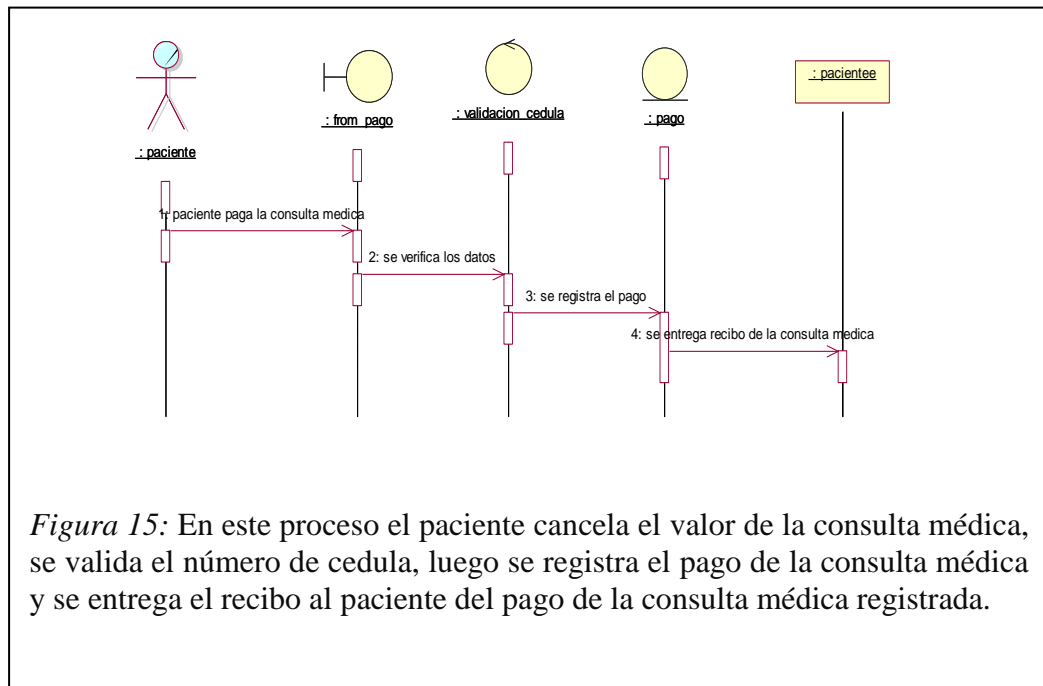 : pacientee
: from_pago
: validacion_cedula
: pago
: paciente
1: paciente paga la consulta medica
2: se verifica los datos
3: se registra el pago
4: se entrega recibo de la consulta medica
Figura 15: En este proceso el paciente cancela el valor de la consulta médica,
se valida el número de cedula, luego se registra el pago de la consulta médica
y se entrega el recibo al paciente del pago de la consulta médica registrada.